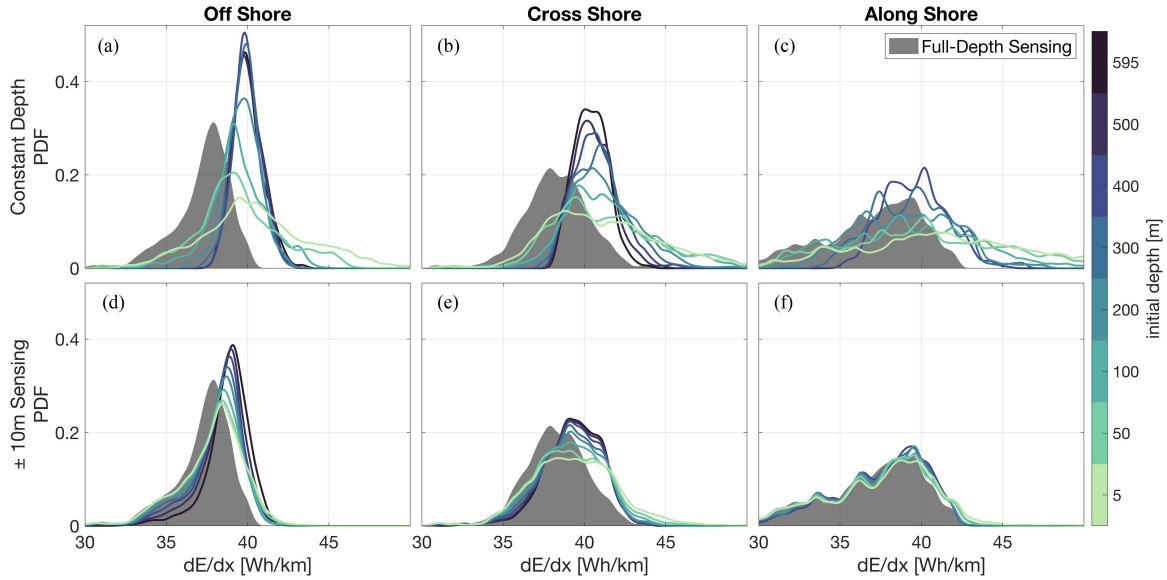 Off Shore
Cross Shore
Along Shore
(a)
(b)
(c)
Full-Depth Sensing
Constant Depth
PDF
0.4
0.2
0
595
500
400
300
200
100
50
5
initial depth [m]
(d)
(e)
(f)
± 10m Sensing
PDF
0.4
0.2
0
30 35 40 45 30 35 40 45 30 35 40 45
dE/dx [Wh/km]
dE/dx [Wh/km]
dE/dx [Wh/km]